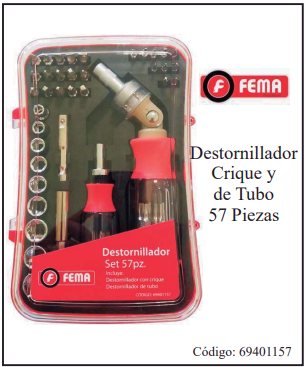 F FEMA
Destornillador
Crique y
de Tubo
57 Piezas
Destornillador
Set 57pz.
Incluye:
Destornillador con crique
Destornillador de tubo
F FEMA
Código: 69401157